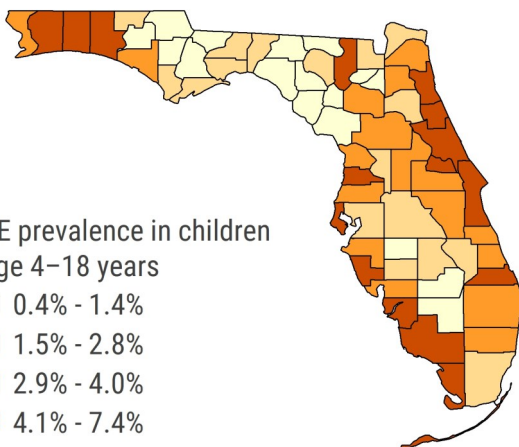 E prevalence in children
ge 4–18 years
0.4% - 1.4%
1.5% - 2.8%
2.9% - 4.0%
4.1% - 7.4%